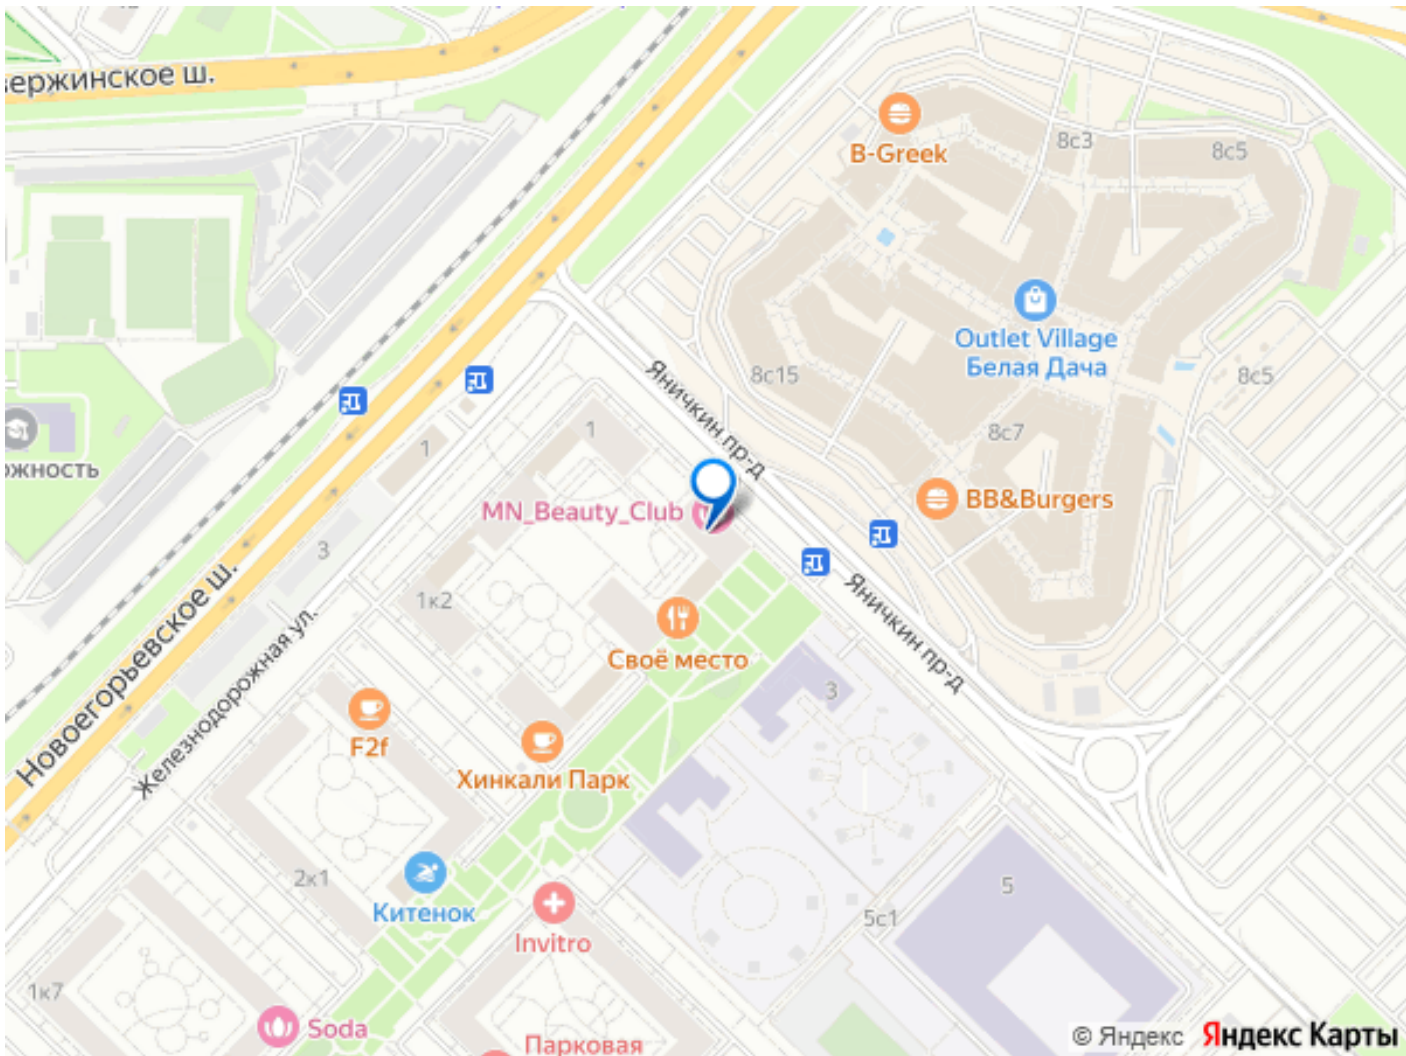 ержинское ш.
B-Greek
8с3
8с5
Outlet Village
Белая Дача
8с15
8с5
8с7
Яничкин пр-д
1
1
ожность
MN_Beauty_Club
BB&Burgers
3
Новоегорьевское ш.
1к2
Яничкин пр-д
Железнодорожная ул.
Своё место
3
F2f
Хинкали Парк
2к1
Китенок
5
5с1
Invitro
1к7
Soda
Парковая
© Яндекс Яндекс Карты